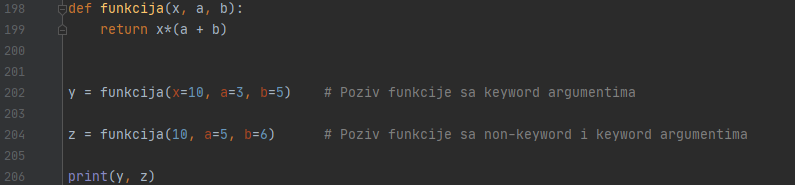 198 def funkcija(x, a, b):
199     return x*(a + b)
200
201
202 y = funkcija(x=10, a=3, b=5)    # Poziv funkcije sa keyword argumentima
203
204 z = funkcija(10, a=5, b=6)      # Poziv funkcije sa non-keyword i keyword argumentima
205
206 print(y, z)